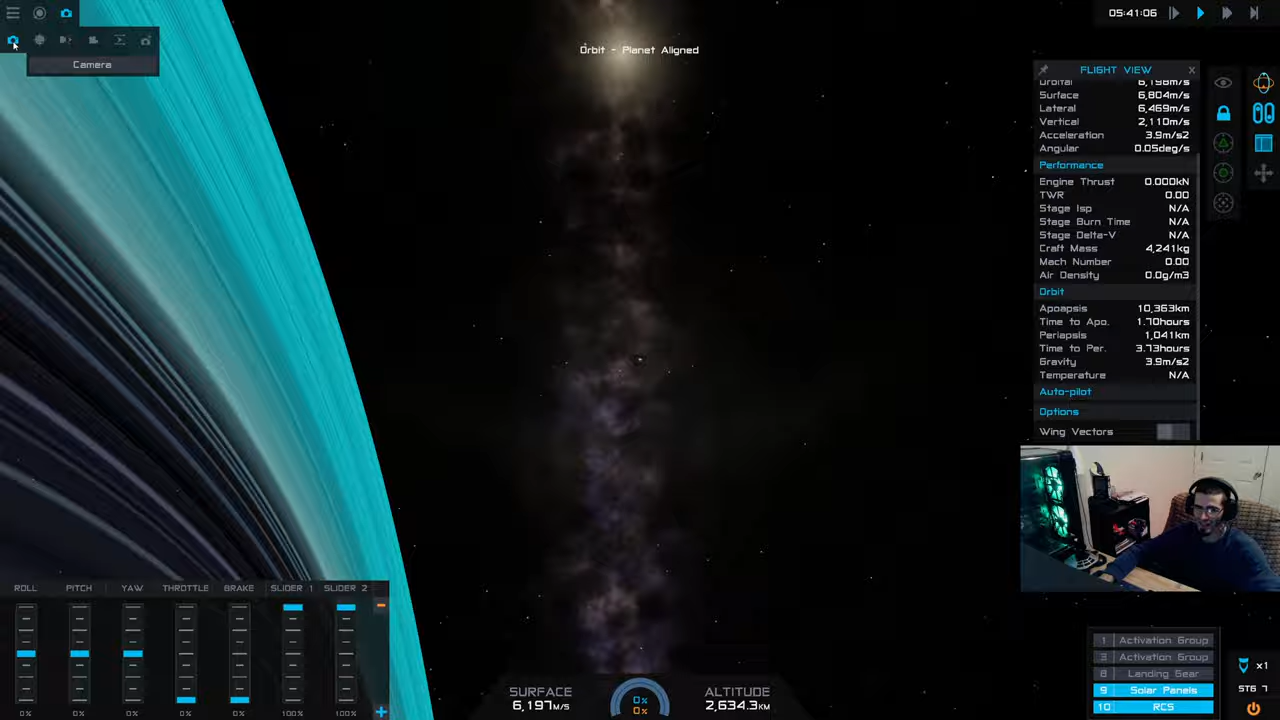 05:41:06
Camera
Orbit - Planet Aligned
FLIGHT VIEW X
Orbital 6,198m/s
Surface 6,804m/s
Lateral 6,469m/s
Vertical 2,110m/s
Acceleration 3.9m/s2
Angular 0.05deg/s
Performance
Engine Thrust 0.000kN
TWR 0.00
Stage Isp N/A
Stage Burn Time N/A
Stage Delta-V N/A
Craft Mass 4,241kg
Mach Number 0.00
Air Density 0.0g/m3
Orbit
Apoapsis 10,363km
Time to Apo. 1.70hours
Periapsis 1,041km
Time to Per. 3.73hours
Gravity 3.9m/s2
Temperature N/A
Auto-pilot
Options
Wing Vectors
ROLL PITCH YAW THROTTLE BRAKE SLIDER 1 SLIDER 2
0% 0% 0% 0% 0% 100% 100%
SURFACE
6,197M/S
0%
0%
ALTITUDE
2,634.3KM
1 Activation Group
3 Activation Group
8 Landing Gear
9 Solar Panels
10 RCS
x1
STG 7